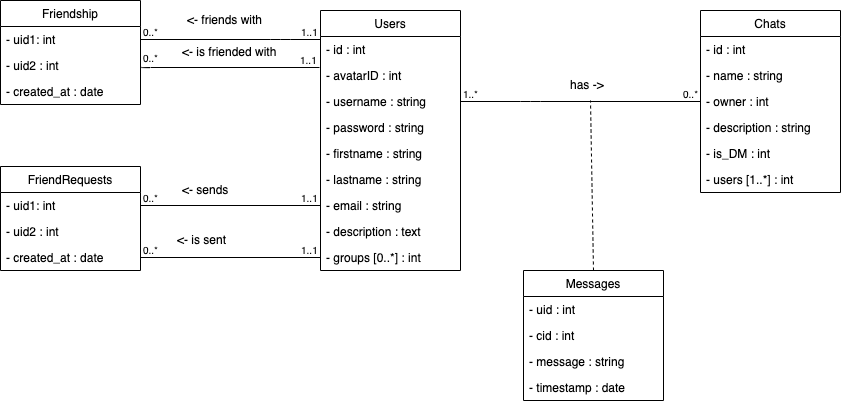 Friendship
- uid1: int
- uid2 : int
- created_at : date
<- friends with
0..*
1..1
<- is friended with
0..*
1..1
Users
- id : int
- avatarID : int
- username : string
- password : string
- firstname : string
- lastname : string
- email : string
- description : text
- groups [0..*] : int
has ->
1..*
0..*
Chats
- id : int
- name : string
- owner : int
- description : string
- is_DM : int
- users [1..*] : int
FriendRequests
- uid1: int
- uid2 : int
- created_at : date
<- sends
0..*
1..1
<- is sent
0..*
1..1
Messages
- uid : int
- cid : int
- message : string
- timestamp : date